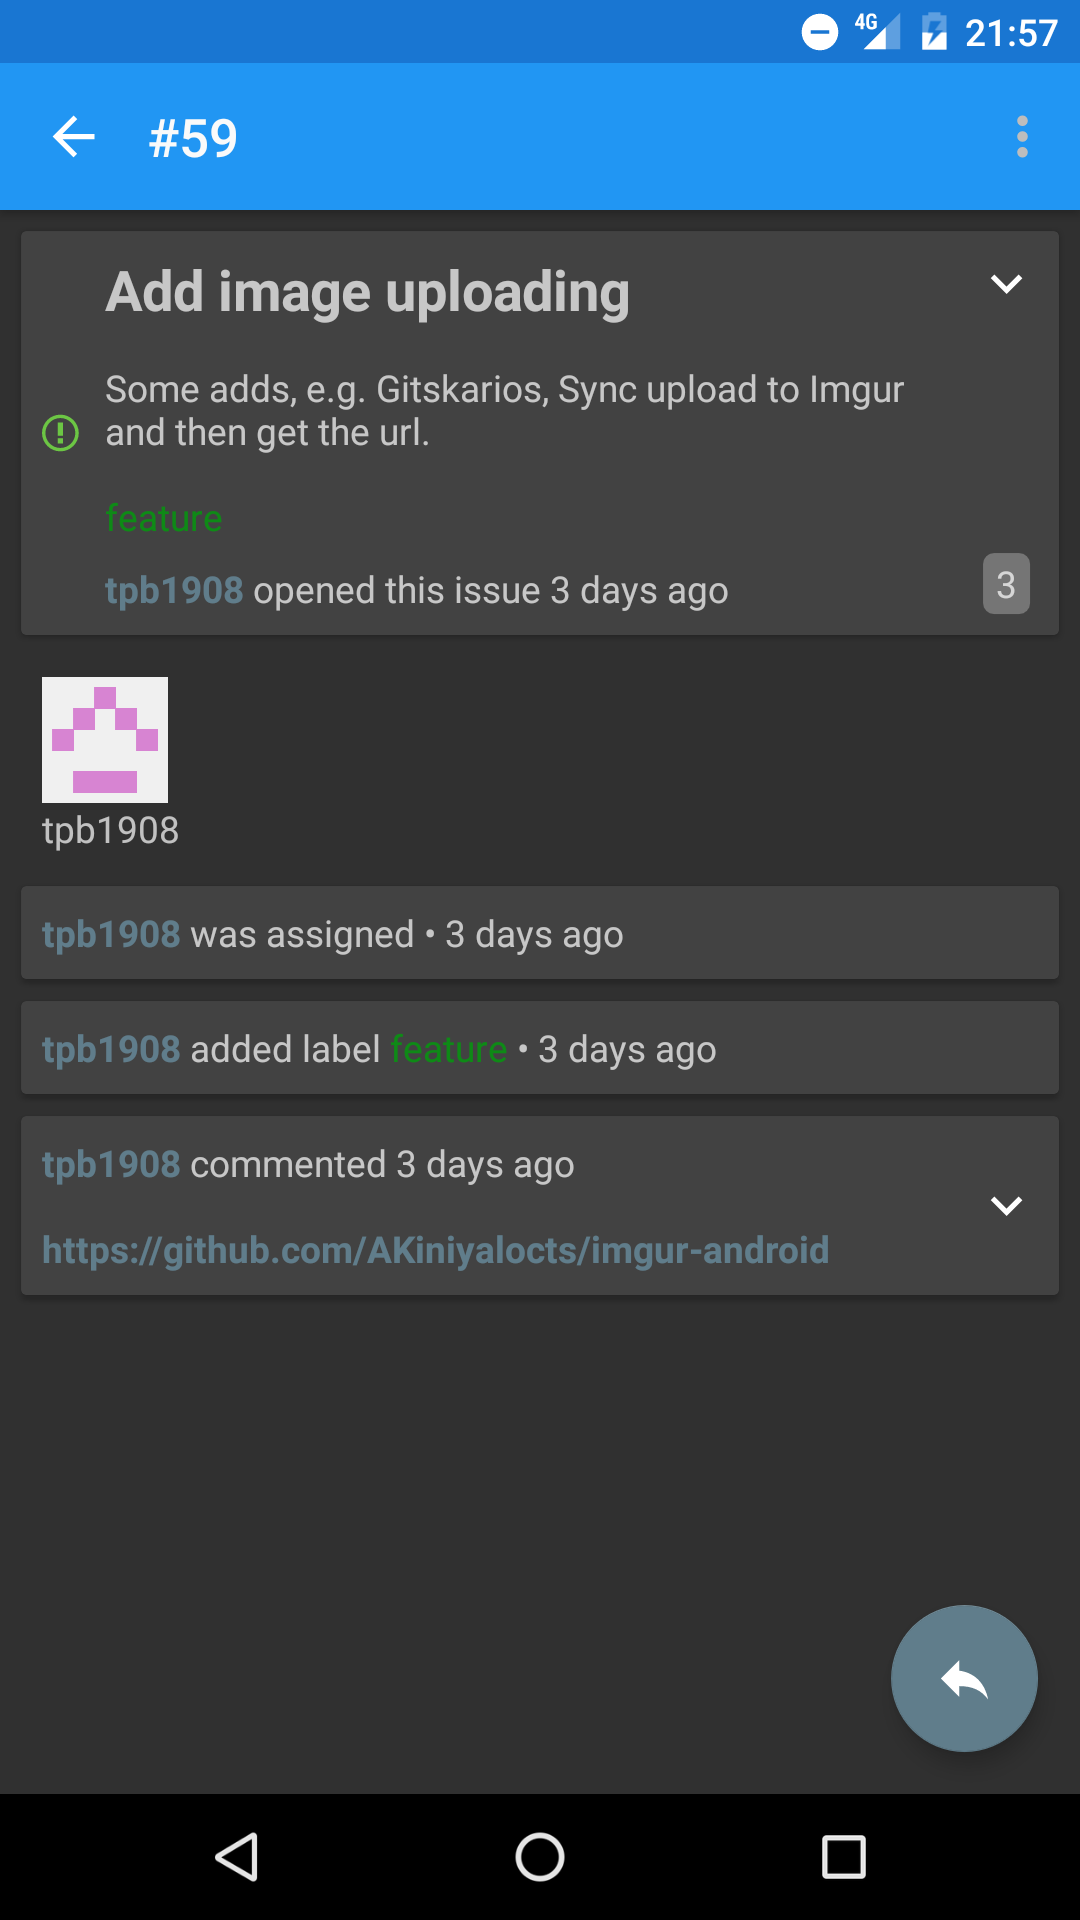 4G 21:57
#59
Add image uploading
Some adds, e.g. Gitskarios, Sync upload to Imgur
and then get the url.
feature
tpb1908 opened this issue 3 days ago
3
tpb1908
tpb1908 was assigned • 3 days ago
tpb1908 added label feature • 3 days ago
tpb1908 commented 3 days ago
https://github.com/AKiniyalocts/imgur-android